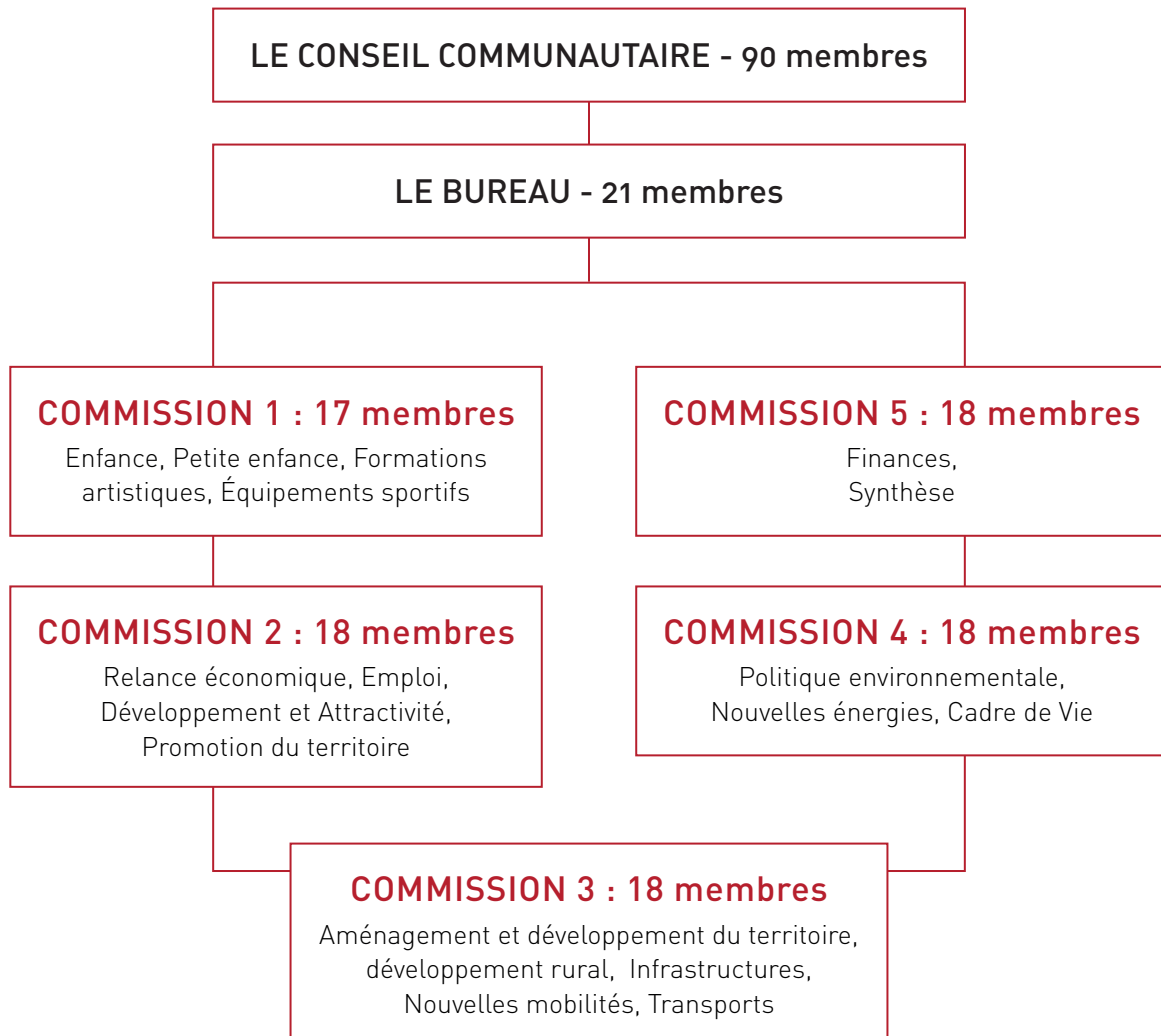 LE CONSEIL COMMUNAUTAIRE - 90 membres
LE BUREAU - 21 membres
COMMISSION 1 : 17 membres
Enfance, Petite enfance, Formations
artistiques, Équipements sportifs
COMMISSION 5 : 18 membres
Finances,
Synthèse
COMMISSION 2 : 18 membres
Relance économique, Emploi,
Développement et Attractivité,
Promotion du territoire
COMMISSION 4 : 18 membres
Politique environnementale,
Nouvelles énergies, Cadre de Vie
COMMISSION 3 : 18 membres
Aménagement et développement du territoire,
développement rural, Infrastructures,
Nouvelles mobilités, Transports